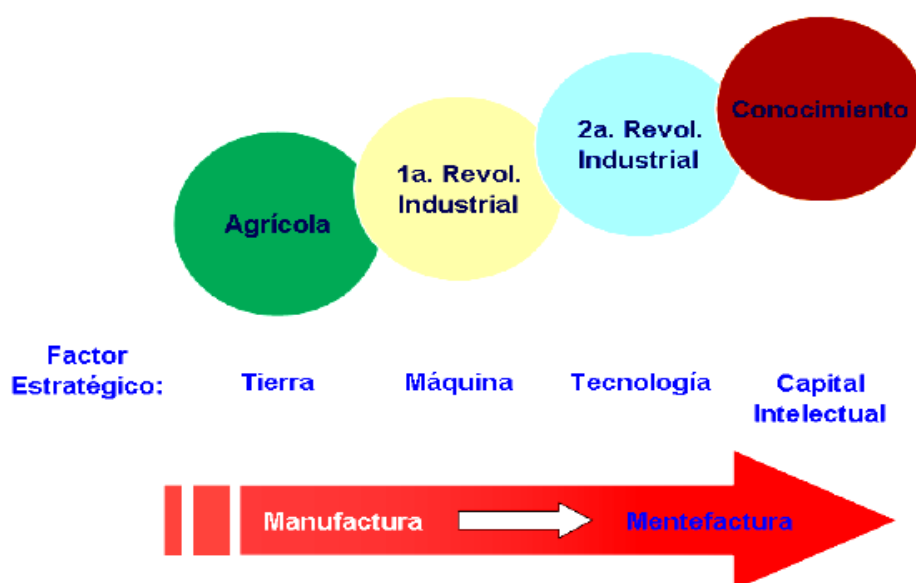 Conocimiento
2a. Revol.
Industrial
1a. Revol.
Industrial
Agrícola
Factor
Estratégico:
Tierra
Máquina
Tecnología
Capital
Intelectual
Manufactura
Mentefactura